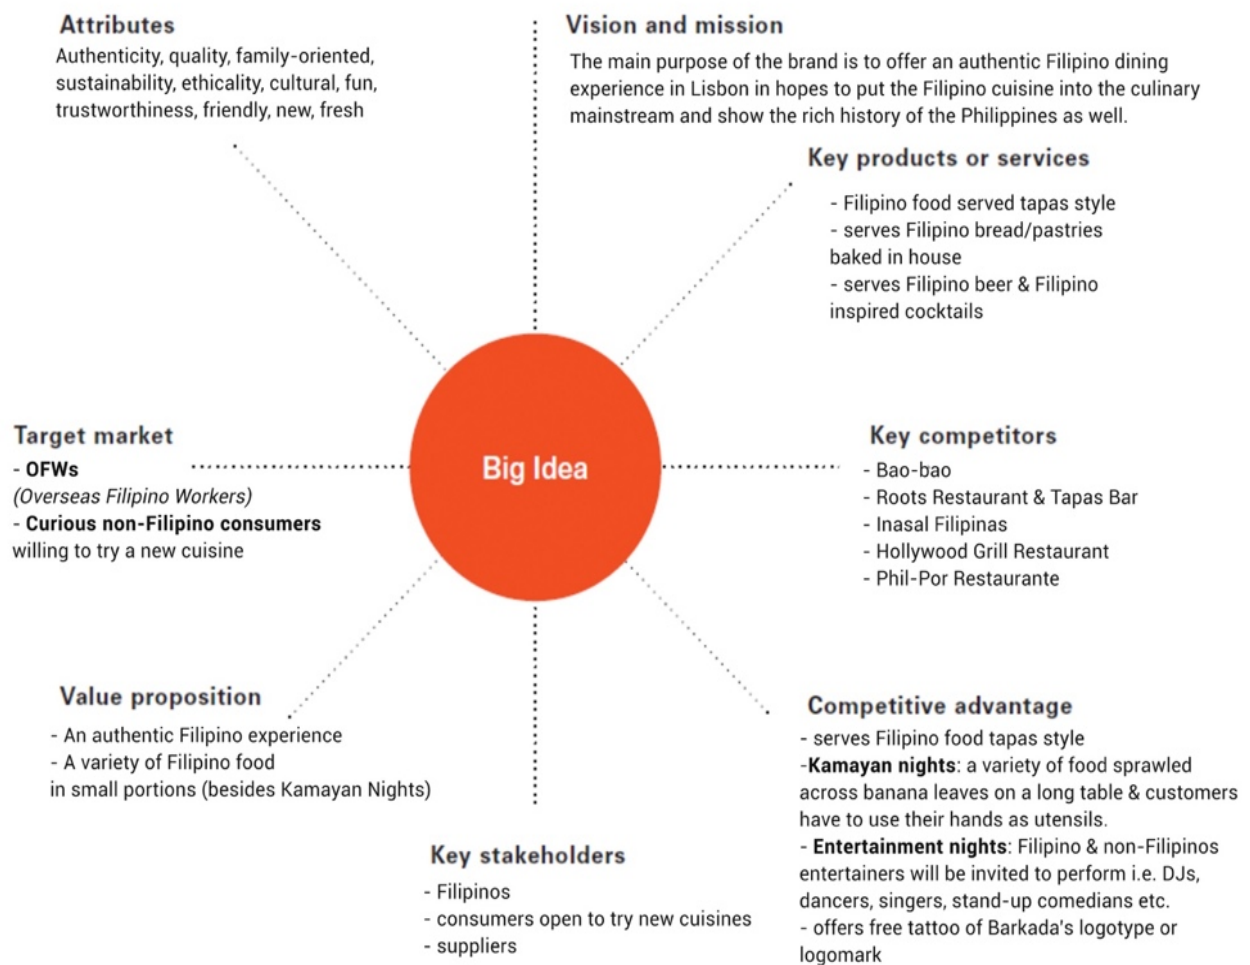 Attributes
Authenticity, quality, family-oriented,
sustainability, ethicality, cultural, fun,
trustworthiness, friendly, new, fresh
Vision and mission
The main purpose of the brand is to offer an authentic Filipino dining
experience in Lisbon in hopes to put the Filipino cuisine into the culinary
mainstream and show the rich history of the Philippines as well.
Key products or services
- Filipino food served tapas style
- serves Filipino bread/pastries
baked in house
- serves Filipino beer & Filipino
inspired cocktails
Big Idea
Target market
- OFWs
(Overseas Filipino Workers)
- Curious non-Filipino consumers
willing to try a new cuisine
Key competitors
- Bao-bao
- Roots Restaurant & Tapas Bar
- Inasal Filipinas
- Hollywood Grill Restaurant
- Phil-Por Restaurante
Value proposition
- An authentic Filipino experience
- A variety of Filipino food
in small portions (besides Kamayan Nights)
Key stakeholders
- Filipinos
- consumers open to try new cuisines
- suppliers
Competitive advantage
- serves Filipino food tapas style
-Kamayan nights: a variety of food sprawled
across banana leaves on a long table & customers
have to use their hands as utensils.
- Entertainment nights: Filipino & non-Filipinos
entertainers will be invited to perform i.e. DJs,
dancers, singers, stand-up comedians etc.
- offers free tattoo of Barkada's logotype or
logomark